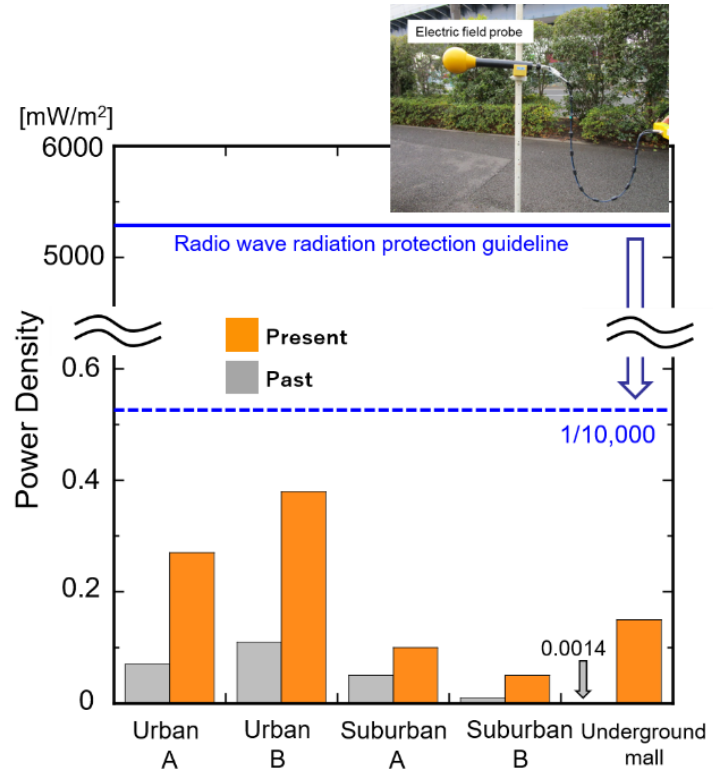 Electric field probe
[mW/m²]
6000
Radio wave radiation protection guideline
5000
Present
Past
0.6
1/10,000
Power Density
0.4
0.2
0.0014
0
Urban A
Urban B
Suburban A
Suburban B
Underground mall